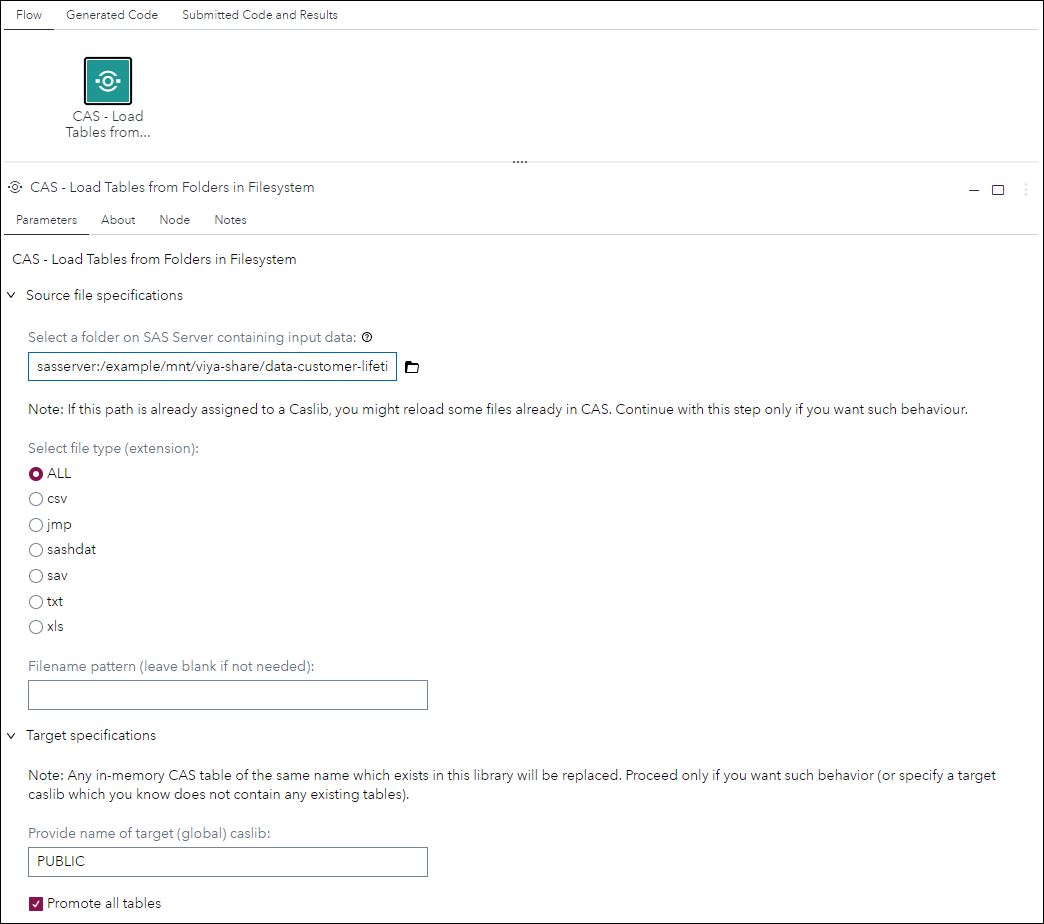 Flow Generated Code Submitted Code and Results
CAS - Load
Tables from...
CAS - Load Tables from Folders in Filesystem
Parameters About Node Notes
CAS - Load Tables from Folders in Filesystem
Source file specifications
Select a folder on SAS Server containing input data:
sasserver:/example/mnt/viya-share/data-customer-lifeti
Note: If this path is already assigned to a Caslib, you might reload some files already in CAS. Continue with this step only if you want such behaviour.
Select file type (extension):
ALL
csv
jmp
sashdat
sav
txt
xls
Filename pattern (leave blank if not needed):
Target specifications
Note: Any in-memory CAS table of the same name which exists in this library will be replaced. Proceed only if you want such behavior (or specify a target
caslib which you know does not contain any existing tables).
Provide name of target (global) caslib:
PUBLIC
Promote all tables